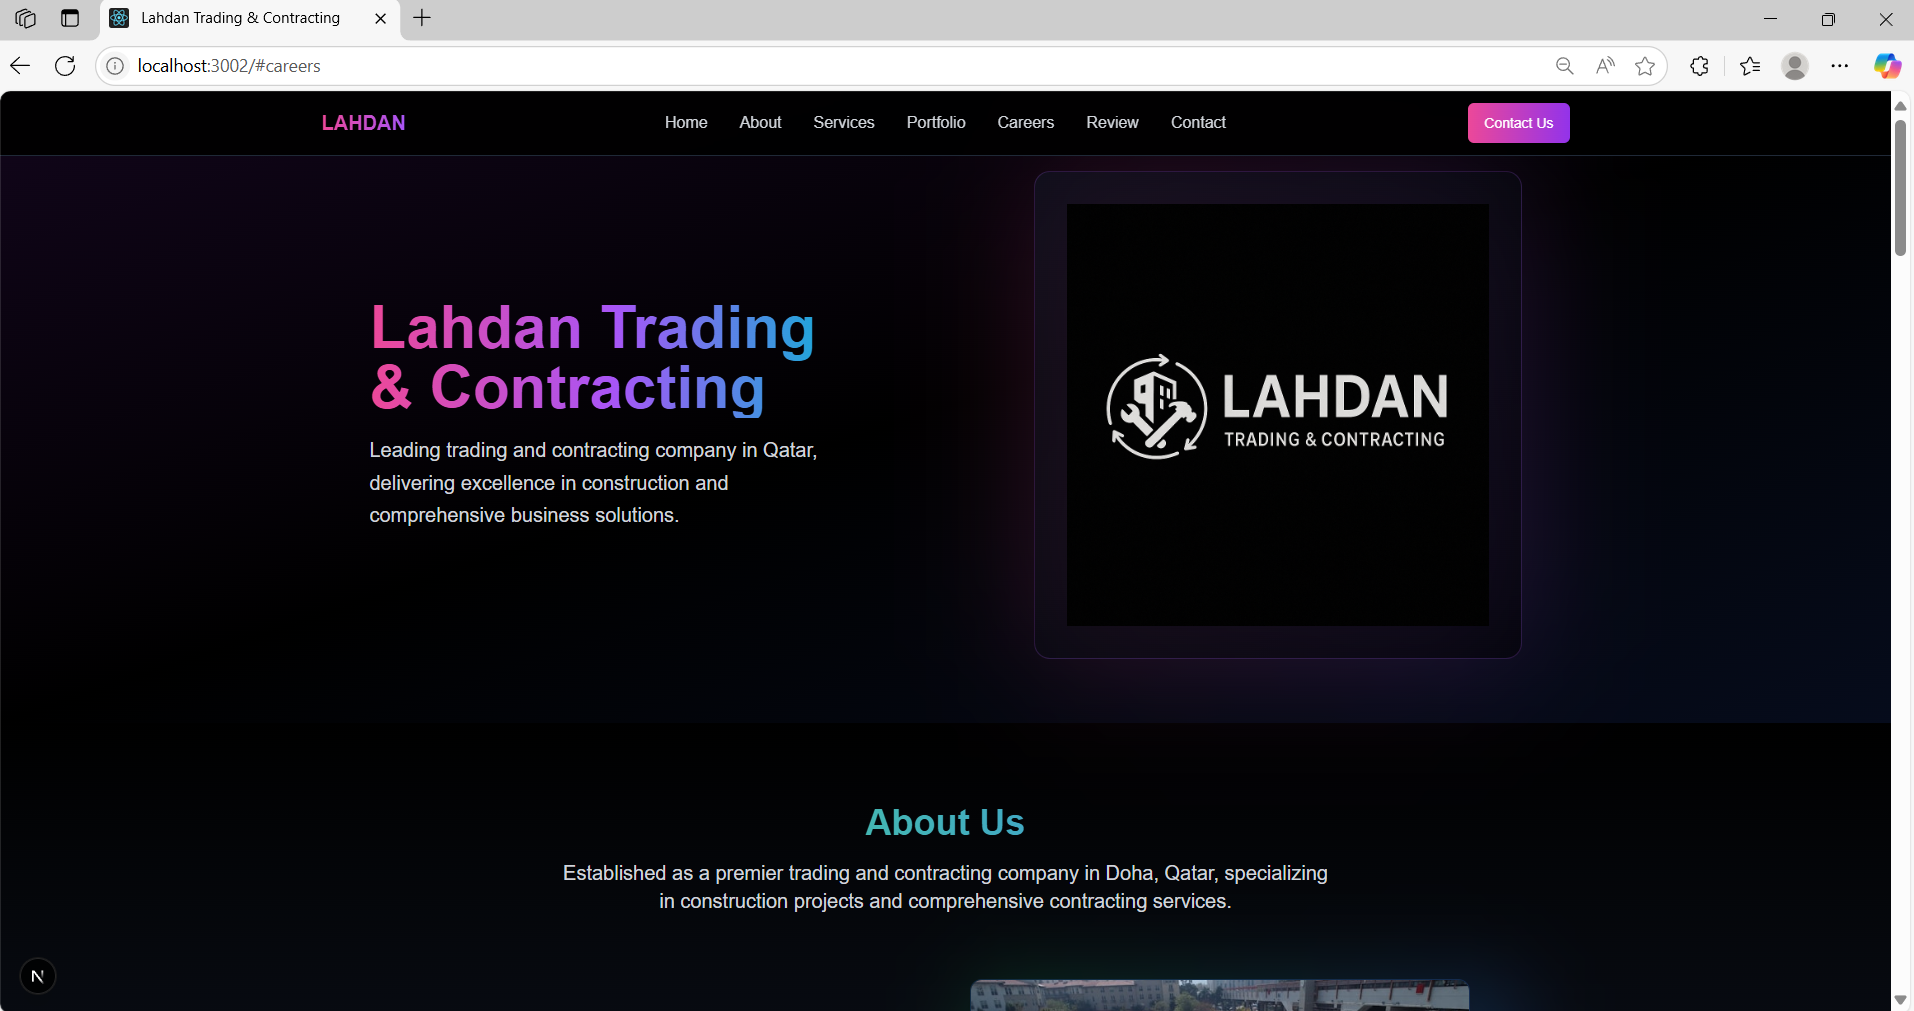 Lahdan Trading & Contracting
localhost:3002/#careers
LAHDAN
Home
About
Services
Portfolio
Careers
Review
Contact
Contact Us
Lahdan Trading
& Contracting
Leading trading and contracting company in Qatar,
delivering excellence in construction and
comprehensive business solutions.
LAHDAN
TRADING & CONTRACTING
About Us
Established as a premier trading and contracting company in Doha, Qatar, specializing
in construction projects and comprehensive contracting services.
N